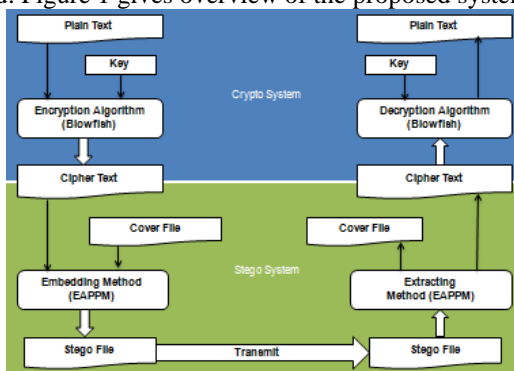 d. Figure 1 gives overview of the proposed system
Plain Text
Plain Text
Key
Key
Crypto System
Encryption Algorithm
(Blowfish)
Decryption Algorithm
(Blowfish)
Cipher Text
Cipher Text
Cover File
Cover File
Stego System
Embedding Method
(EAPPM)
Extracting
Method (EAPPM)
Stego File
Transmit
Stego File